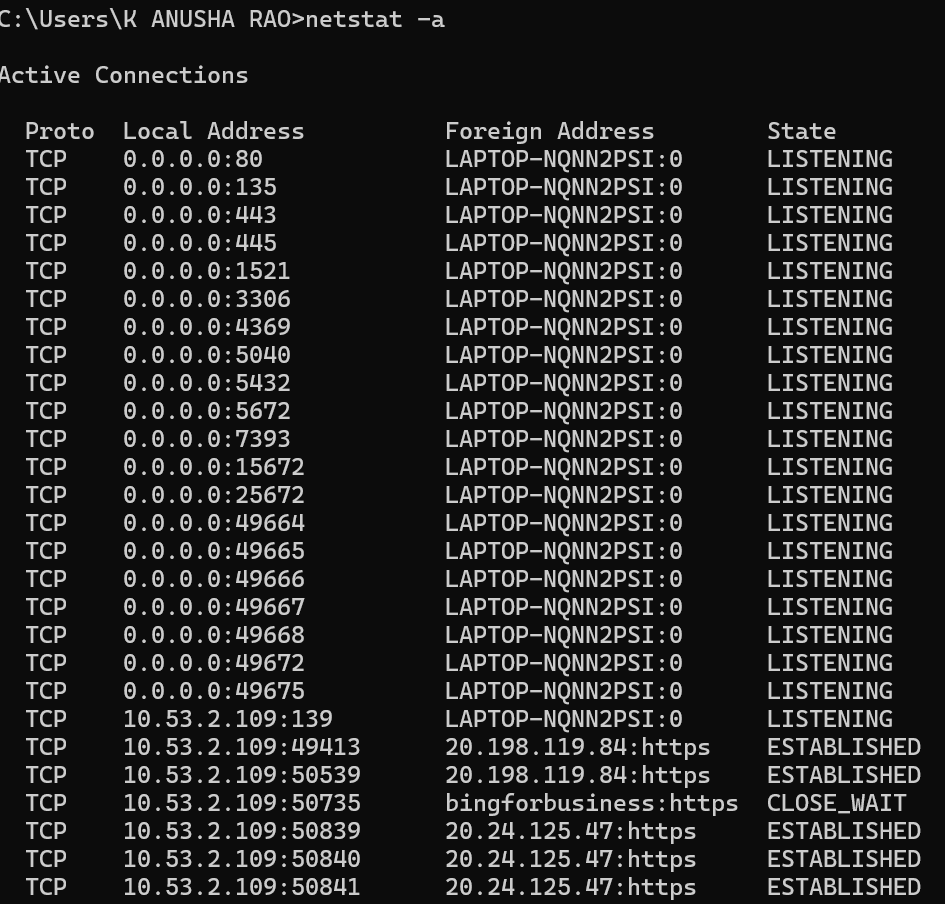 C:\Users\K ANUSHA RAO>netstat -a
Active Connections
Proto Local Address Foreign Address State
TCP 0.0.0.0:80 LAPTOP-NQNN2PSI:0 LISTENING
TCP 0.0.0.0:135 LAPTOP-NQNN2PSI:0 LISTENING
TCP 0.0.0.0:443 LAPTOP-NQNN2PSI:0 LISTENING
TCP 0.0.0.0:445 LAPTOP-NQNN2PSI:0 LISTENING
TCP 0.0.0.0:1521 LAPTOP-NQNN2PSI:0 LISTENING
TCP 0.0.0.0:3306 LAPTOP-NQNN2PSI:0 LISTENING
TCP 0.0.0.0:4369 LAPTOP-NQNN2PSI:0 LISTENING
TCP 0.0.0.0:5040 LAPTOP-NQNN2PSI:0 LISTENING
TCP 0.0.0.0:5432 LAPTOP-NQNN2PSI:0 LISTENING
TCP 0.0.0.0:5672 LAPTOP-NQNN2PSI:0 LISTENING
TCP 0.0.0.0:7393 LAPTOP-NQNN2PSI:0 LISTENING
TCP 0.0.0.0:15672 LAPTOP-NQNN2PSI:0 LISTENING
TCP 0.0.0.0:25672 LAPTOP-NQNN2PSI:0 LISTENING
TCP 0.0.0.0:49664 LAPTOP-NQNN2PSI:0 LISTENING
TCP 0.0.0.0:49665 LAPTOP-NQNN2PSI:0 LISTENING
TCP 0.0.0.0:49666 LAPTOP-NQNN2PSI:0 LISTENING
TCP 0.0.0.0:49667 LAPTOP-NQNN2PSI:0 LISTENING
TCP 0.0.0.0:49668 LAPTOP-NQNN2PSI:0 LISTENING
TCP 0.0.0.0:49672 LAPTOP-NQNN2PSI:0 LISTENING
TCP 0.0.0.0:49675 LAPTOP-NQNN2PSI:0 LISTENING
TCP 10.53.2.109:139 LAPTOP-NQNN2PSI:0 LISTENING
TCP 10.53.2.109:49413 20.198.119.84:https ESTABLISHED
TCP 10.53.2.109:50539 20.198.119.84:https ESTABLISHED
TCP 10.53.2.109:50735 bingforbusiness:https CLOSE_WAIT
TCP 10.53.2.109:50839 20.24.125.47:https ESTABLISHED
TCP 10.53.2.109:50840 20.24.125.47:https ESTABLISHED
TCP 10.53.2.109:50841 20.24.125.47:https ESTABLISHED